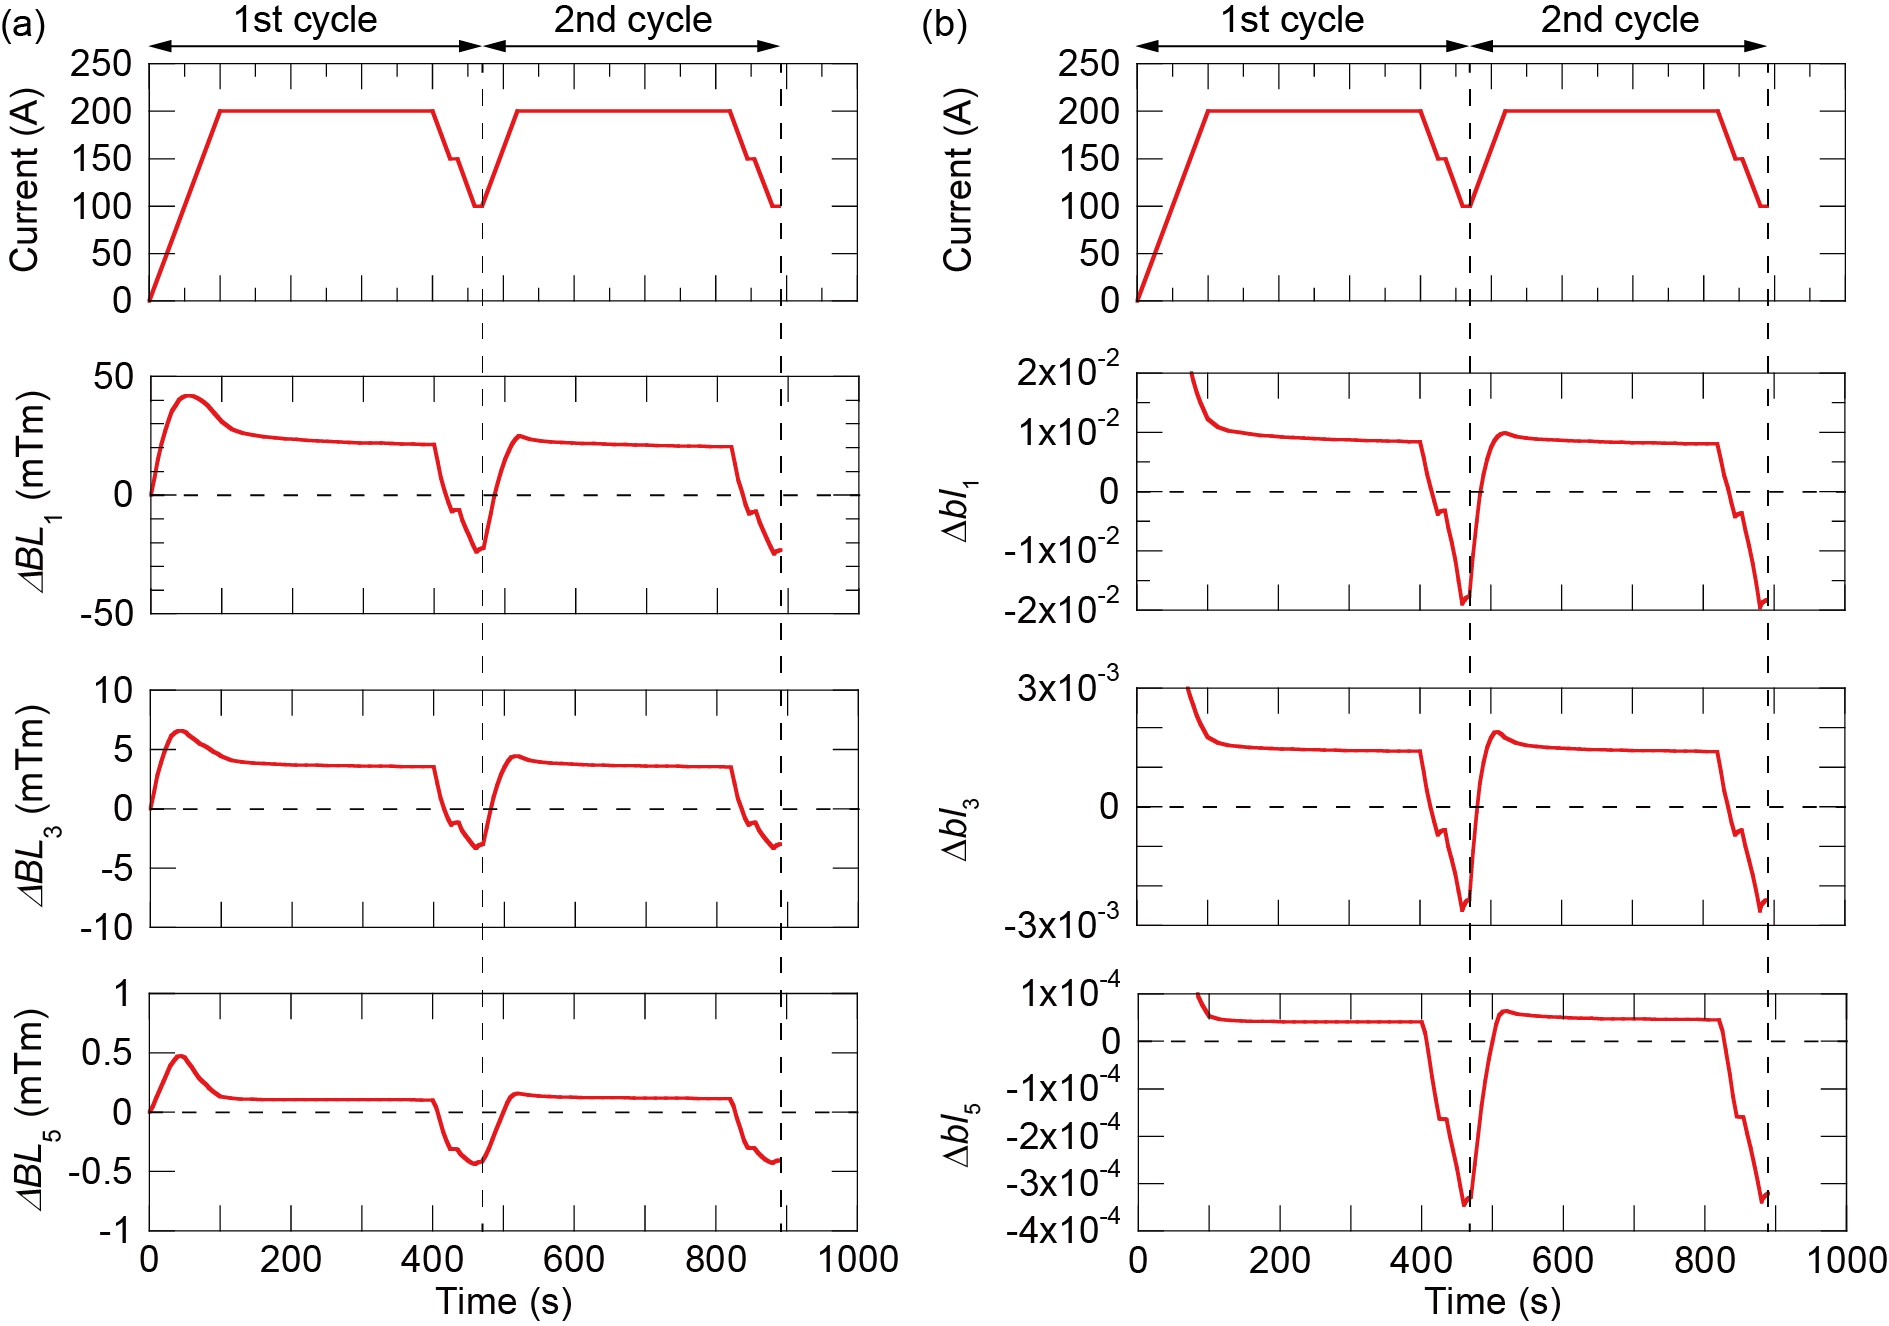 (a)
1st cycle
2nd cycle
250
200
150
100
50
0
Current (A)
50
0
-50
ΔBL1 (mTm)
10
5
0
-5
-10
ΔBL3 (mTm)
1
0.5
0
-0.5
-1
ΔBL5 (mTm)
0 200 400 600 800 1000
Time (s)
(b)
1st cycle
2nd cycle
250
200
150
100
50
0
Current (A)
2x10-2
1x10-2
0
-1x10-2
-2x10-2
Δbl1
3x10-3
0
-3x10-3
Δbl3
1x10-4
0
-1x10-4
-2x10-4
-3x10-4
-4x10-4
Δbl5
0 200 400 600 800 1000
Time (s)